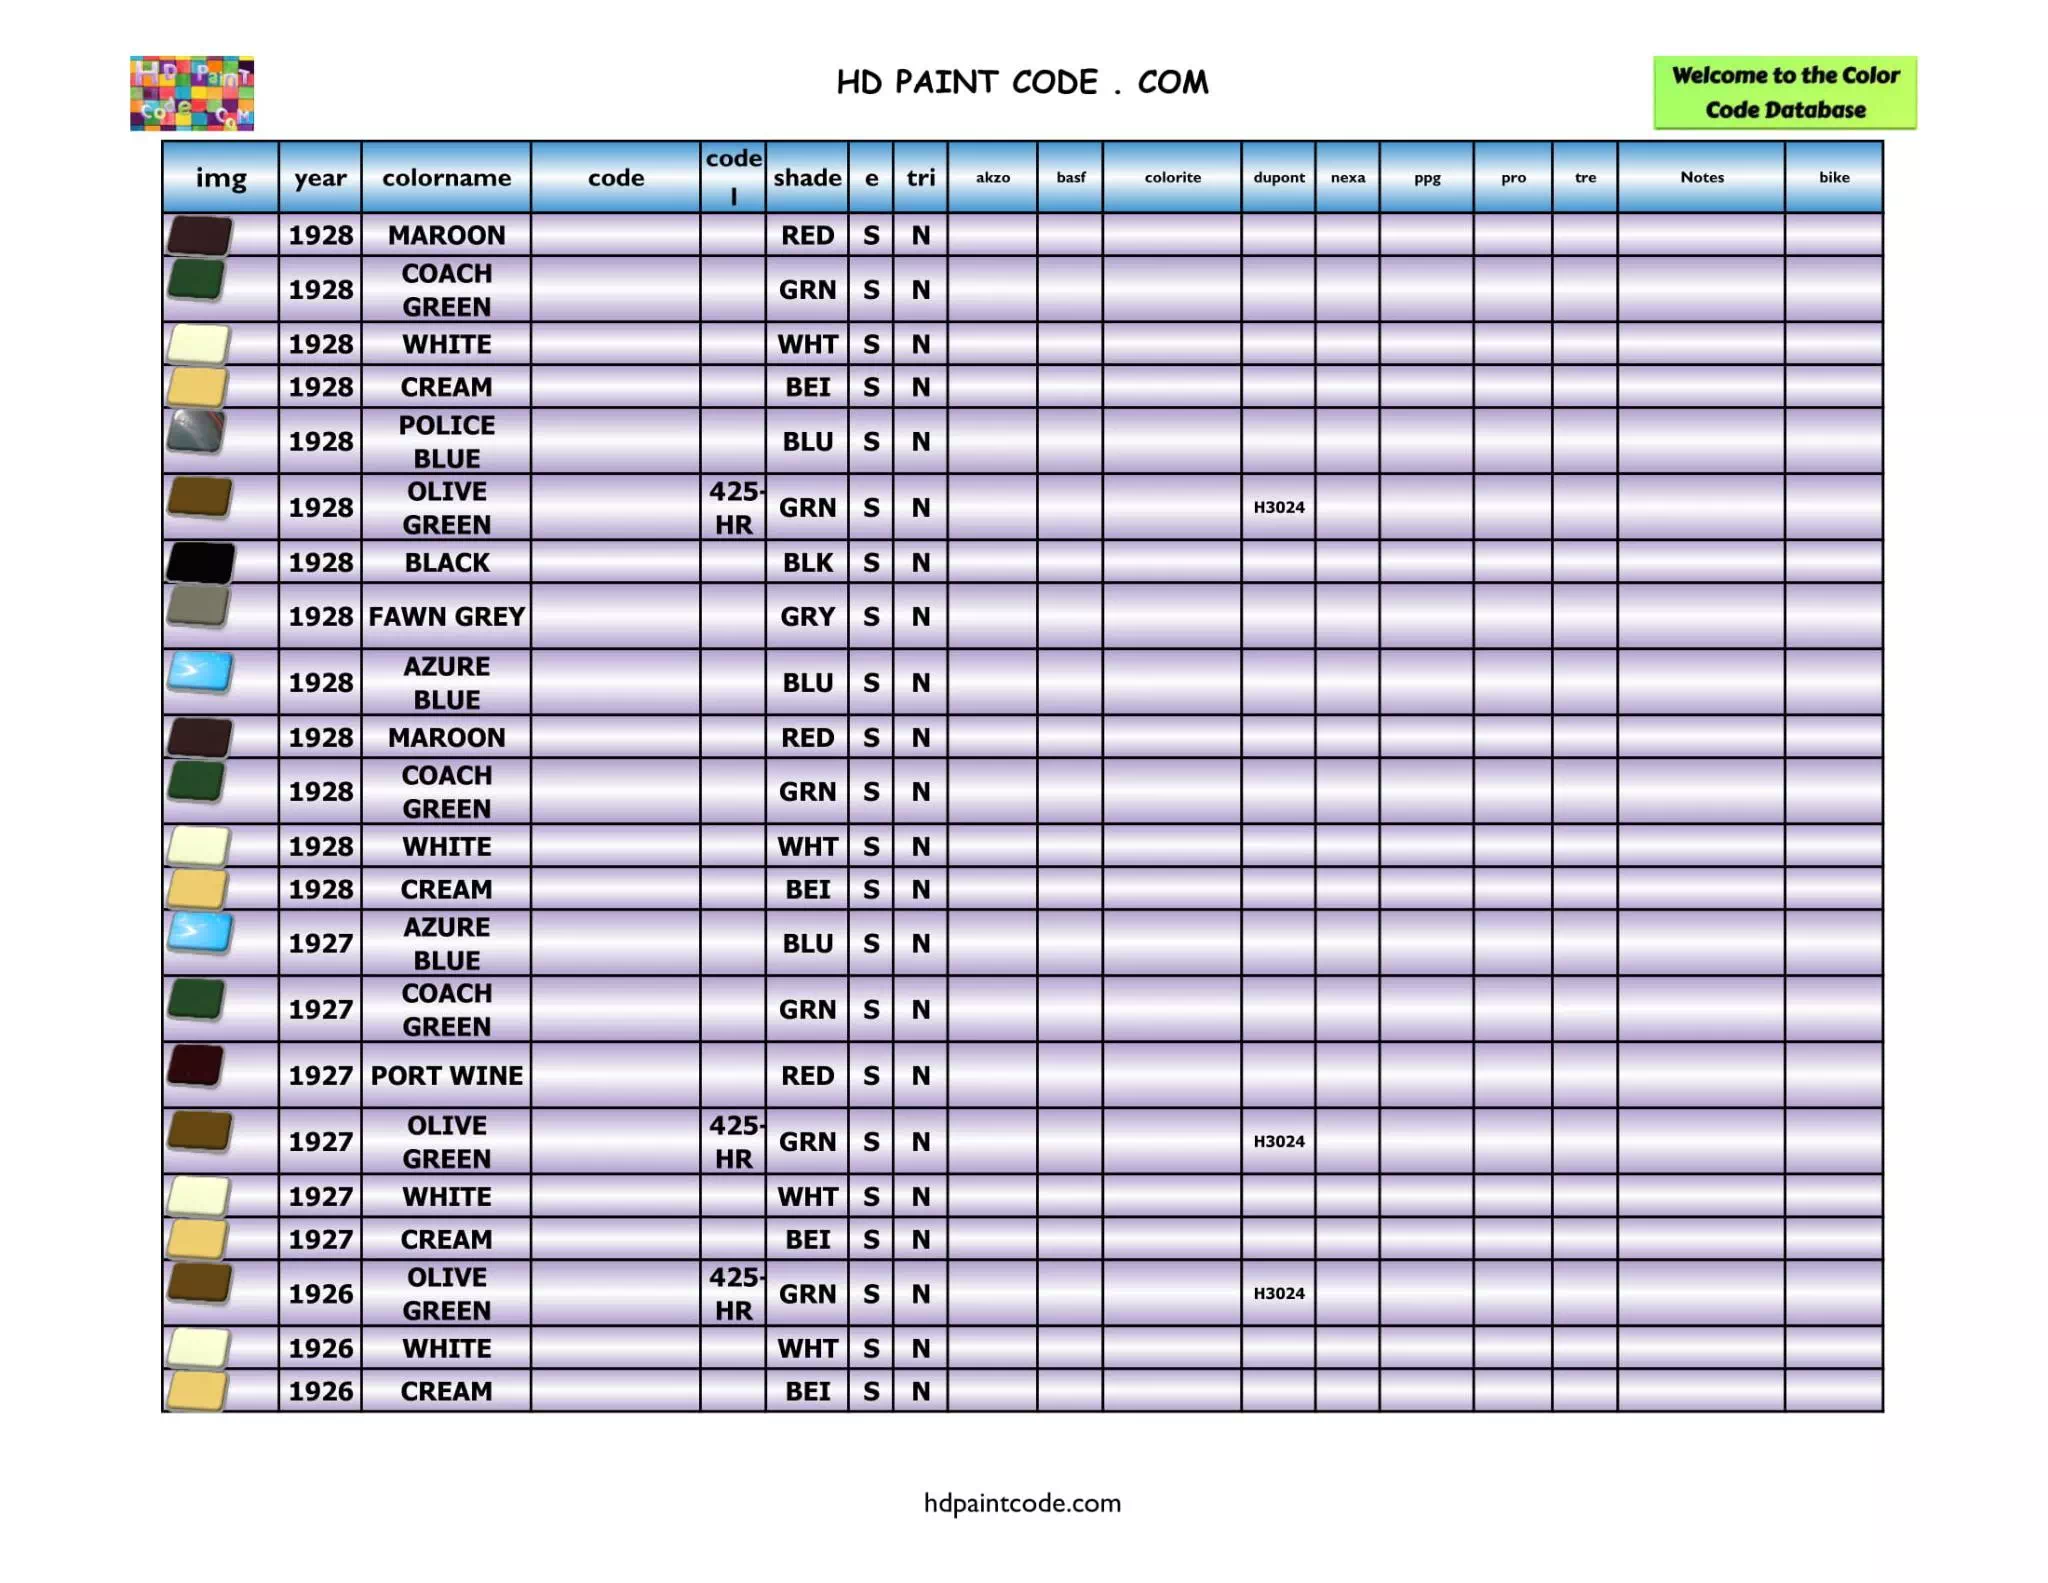 HD PAINT CODE . COM
HD PainT
Code
CoM
Welcome to the Color
Code Database
img year colorname code code l shade e tri akzo basf colorite dupont nexa ppg pro tre Notes bike
1928 MAROON RED S N
1928 COACH GREEN GRN S N
1928 WHITE WHT S N
1928 CREAM BEI S N
1928 POLICE BLUE BLU S N
1928 OLIVE GREEN 425-HR GRN S N H3024
1928 BLACK BLK S N
1928 FAWN GREY GRY S N
1928 AZURE BLUE BLU S N
1928 MAROON RED S N
1928 COACH GREEN GRN S N
1928 WHITE WHT S N
1928 CREAM BEI S N
1927 AZURE BLUE BLU S N
1927 COACH GREEN GRN S N
1927 PORT WINE RED S N
1927 OLIVE GREEN 425-HR GRN S N H3024
1927 WHITE WHT S N
1927 CREAM BEI S N
1926 OLIVE GREEN 425-HR GRN S N H3024
1926 WHITE WHT S N
1926 CREAM BEI S N
hdpaintcode.com